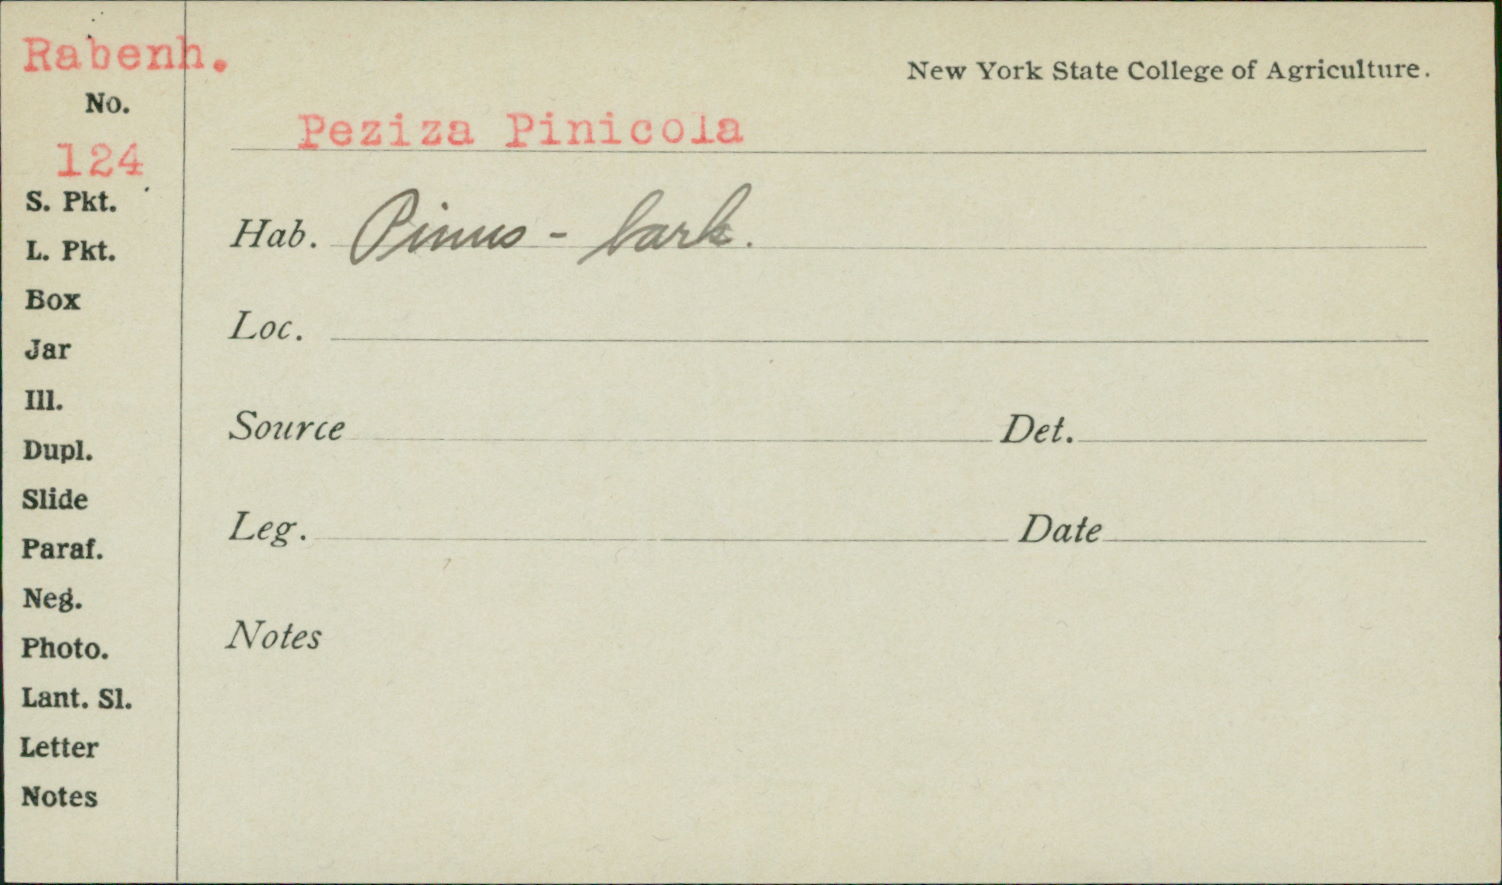 Rabenh.
New York State College of Agriculture.
No.
124
Peziza Pinicola
S. Pkt.
L. Pkt.
Box
Jar
Ill.
Dupl.
Slide
Paraf.
Neg.
Photo.
Lant. Sl.
Letter
Notes
Hab. Pinus - bark.
Loc.
Source Det.
Leg. Date
Notes